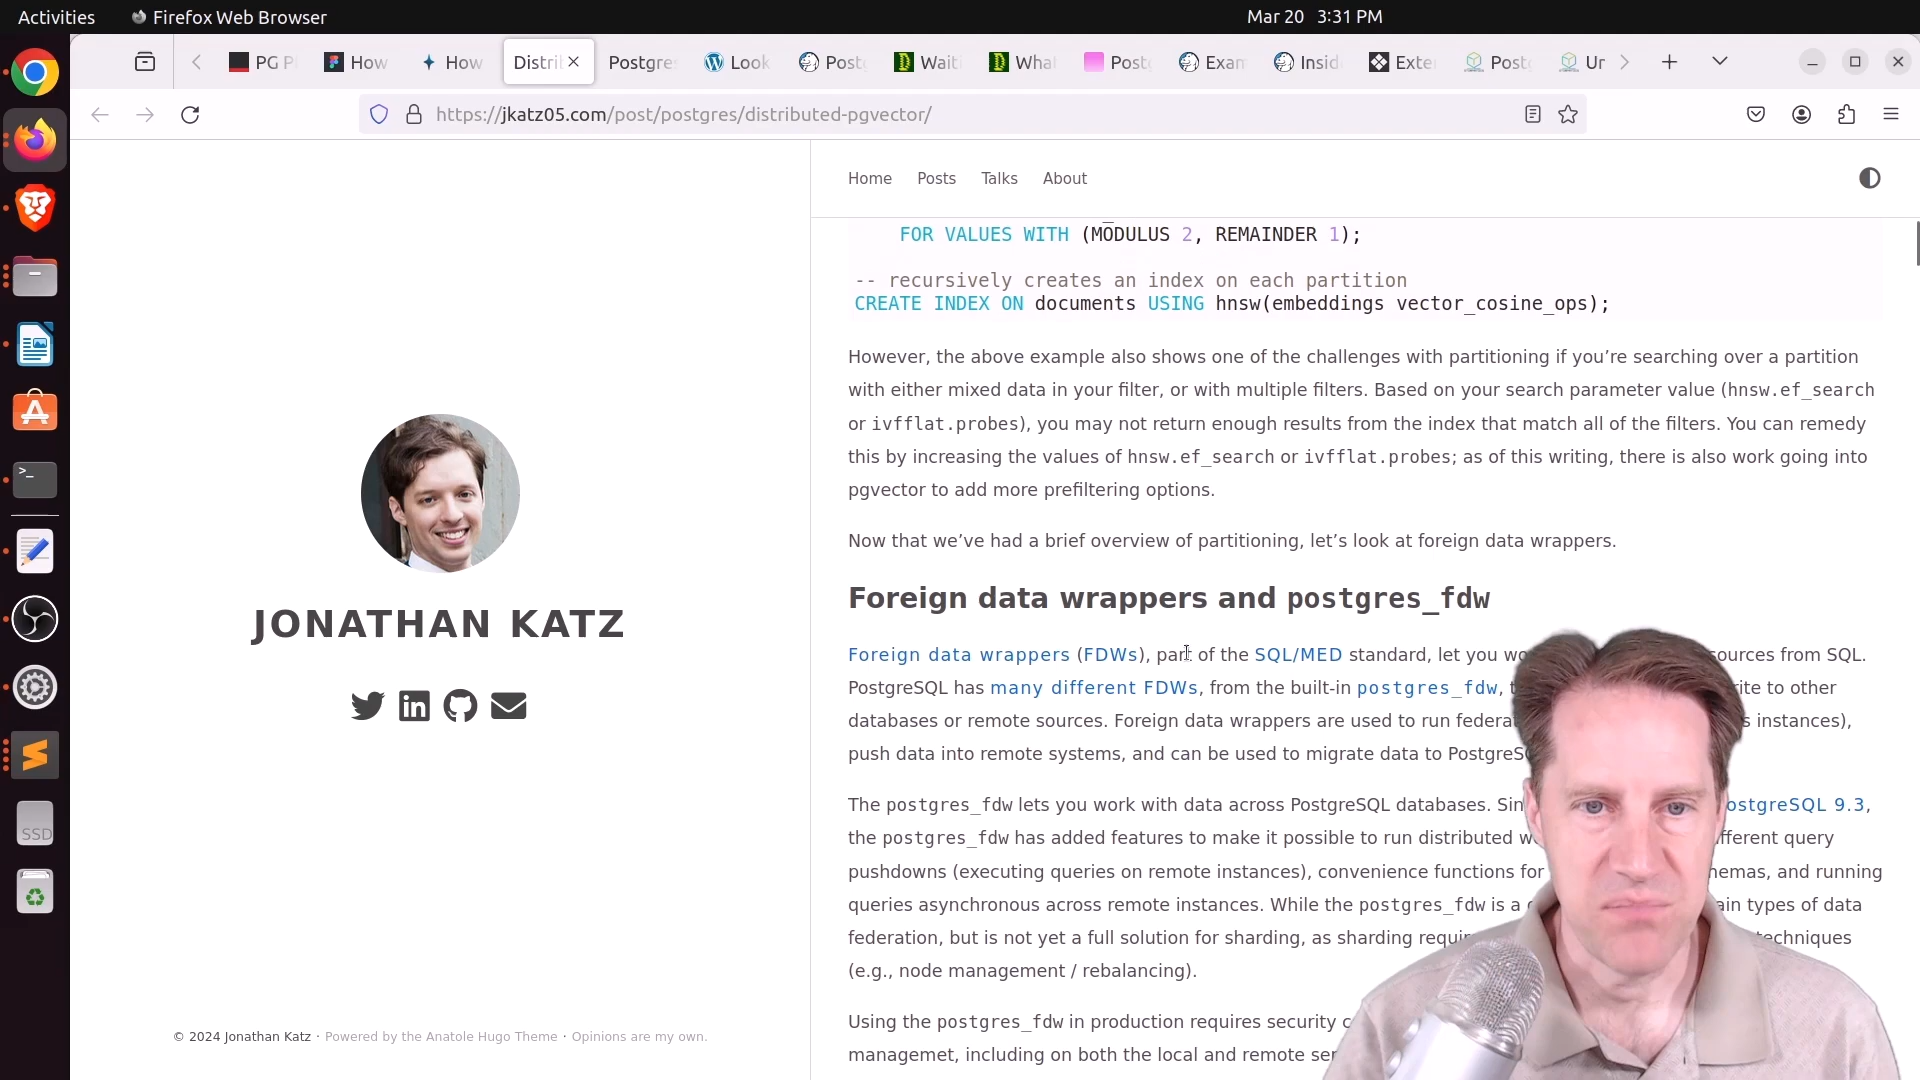 Activities
Firefox Web Browser
Mar 20 3:31 PM
PG P
How
How
Distri
Postgres
Look
Post
Wait
What
Postg
Exam
Insid
Exte
Post
Ur
https://jkatz05.com/post/postgres/distributed-pgvector/
Home
Posts
Talks
About
FOR VALUES WITH (MODULUS 2, REMAINDER 1);
-- recursively creates an index on each partition
CREATE INDEX ON documents USING hnsw(embeddings vector_cosine_ops);
However, the above example also shows one of the challenges with partitioning if you’re searching over a partition
with either mixed data in your filter, or with multiple filters. Based on your search parameter value (hnsw.ef_search
or ivfflat.probes), you may not return enough results from the index that match all of the filters. You can remedy
this by increasing the values of hnsw.ef_search or ivfflat.probes; as of this writing, there is also work going into
pgvector to add more prefiltering options.
Now that we’ve had a brief overview of partitioning, let’s look at foreign data wrappers.
Foreign data wrappers and postgres_fdw
Foreign data wrappers (FDWs), part of the SQL/MED standard, let you wo sources from SQL.
PostgreSQL has many different FDWs, from the built-in postgres_fdw, t rite to other
databases or remote sources. Foreign data wrappers are used to run federat s instances),
push data into remote systems, and can be used to migrate data to PostgreSQ
The postgres_fdw lets you work with data across PostgreSQL databases. Sin ostgreSQL 9.3,
the postgres_fdw has added features to make it possible to run distributed w fferent query
pushdowns (executing queries on remote instances), convenience functions for hemas, and running
queries asynchronous across remote instances. While the postgres_fdw is a ain types of data
federation, but is not yet a full solution for sharding, as sharding requir techniques
(e.g., node management / rebalancing).
Using the postgres_fdw in production requires security c
managemet, including on both the local and remote ser
JONATHAN KATZ
© 2024 Jonathan Katz · Powered by the Anatole Hugo Theme · Opinions are my own.
SSD